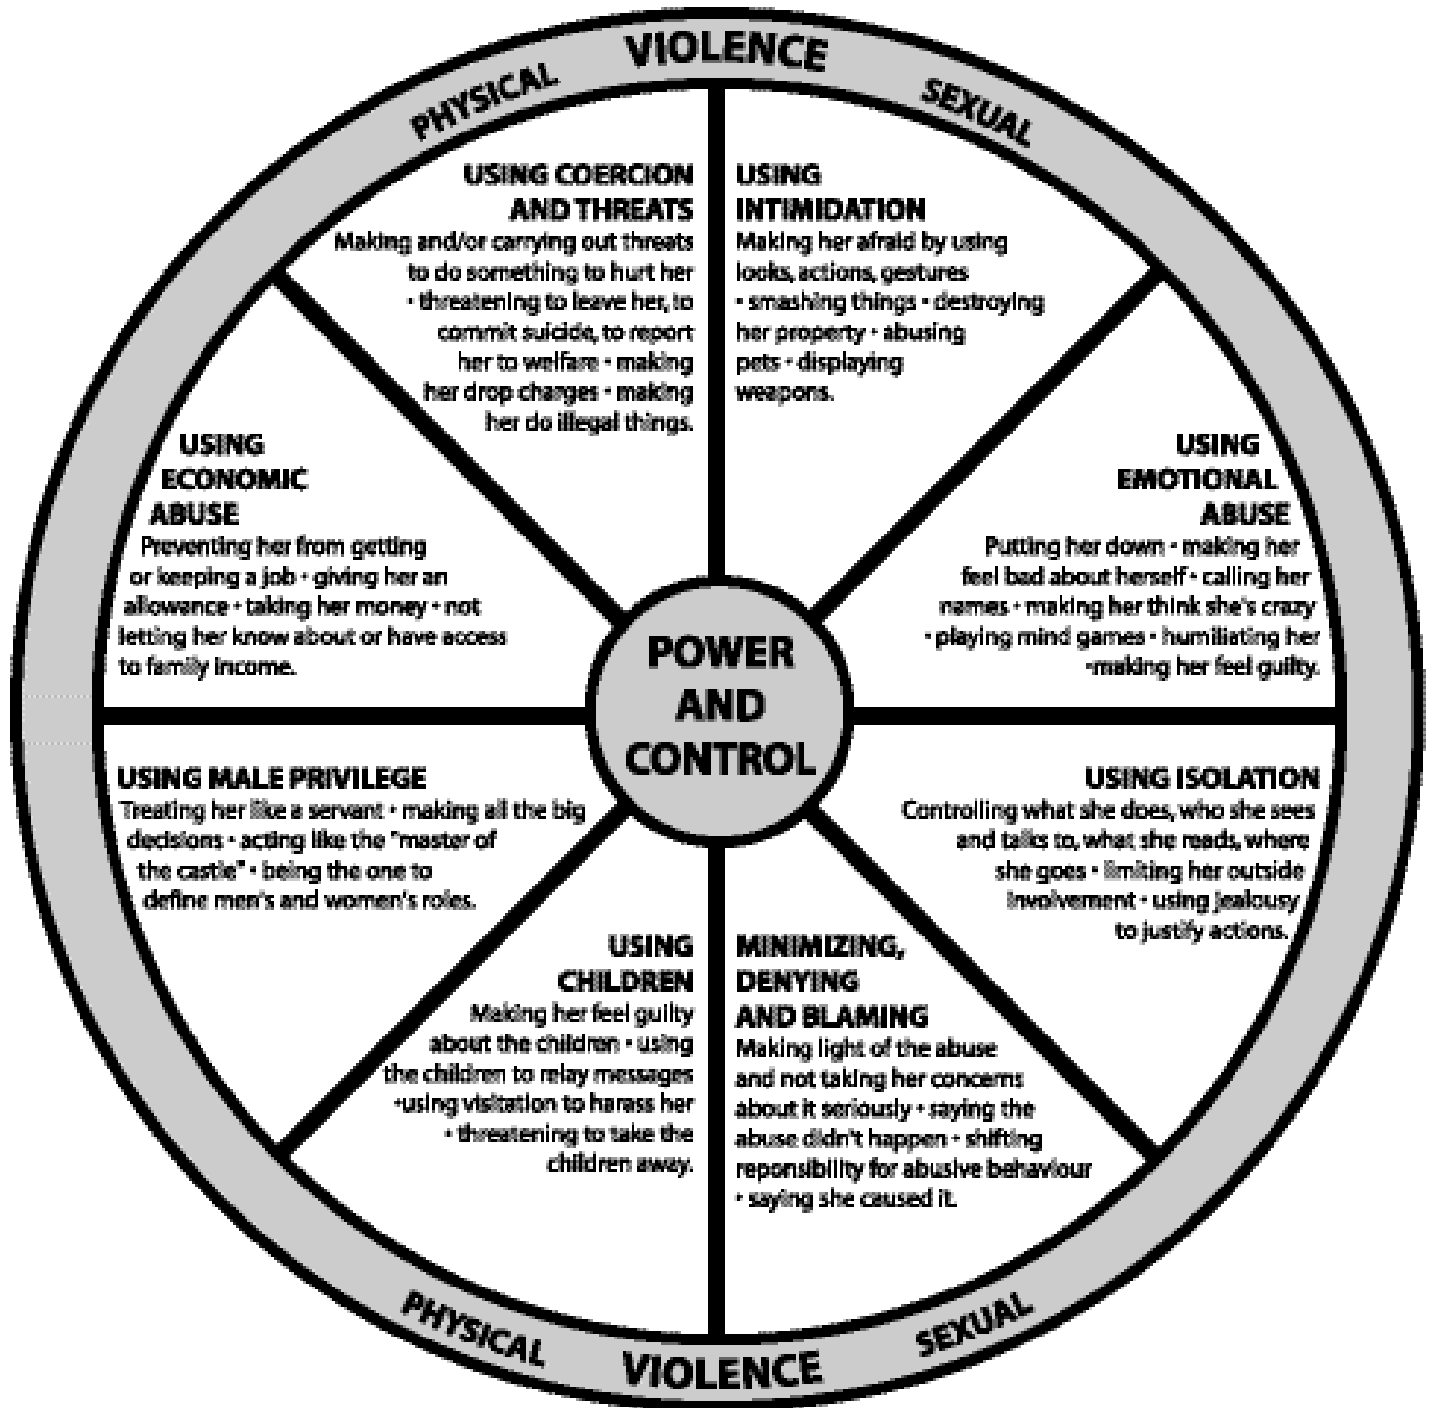 VIOLENCE
PHYSICAL
SEXUAL
USING COERCION
AND THREATS
Making and/or carrying out threats
to do something to hurt her
• threatening to leave her, to
commit suicide, to report
her to welfare • making
her drop charges • making
her do illegal things.
USING
INTIMIDATION
Making her afraid by using
looks, actions, gestures
• smashing things • destroying
her property • abusing
pets • displaying
weapons.
USING
ECONOMIC
ABUSE
Preventing her from getting
or keeping a job • giving her an
allowance • taking her money • not
letting her know about or have access
to family income.
USING
EMOTIONAL
ABUSE
Putting her down • making her
feel bad about herself • calling her
names • making her think she's crazy
• playing mind games • humiliating her
•making her feel guilty.
POWER
AND
CONTROL
USING MALE PRIVILEGE
Treating her like a servant • making all the big
decisions • acting like the "master of
the castle" • being the one to
define men's and women's roles.
USING ISOLATION
Controlling what she does, who she sees
and talks to, what she reads, where
she goes • limiting her outside
involvement • using jealousy
to justify actions.
USING
CHILDREN
Making her feel guilty
about the children • using
the children to relay messages
•using visitation to harass her
• threatening to take the
children away.
MINIMIZING,
DENYING
AND BLAMING
Making light of the abuse
and not taking her concerns
about it seriously • saying the
abuse didn't happen • shifting
reponsibility for abusive behaviour
• saying she caused it.
PHYSICAL
VIOLENCE
SEXUAL